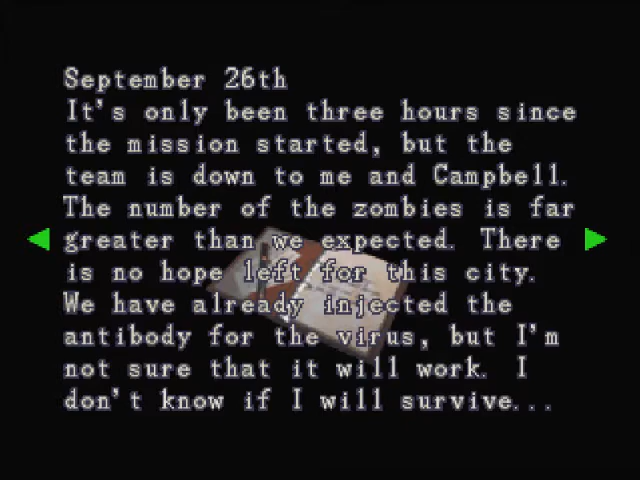 September 26th
It's only been three hours since
the mission started, but the
team is down to me and Campbell.
The number of the zombies is far
greater than we expected. There
is no hope left for this city.
We have already injected the
antibody for the virus, but I'm
not sure that it will work. I
don't know if I will survive...